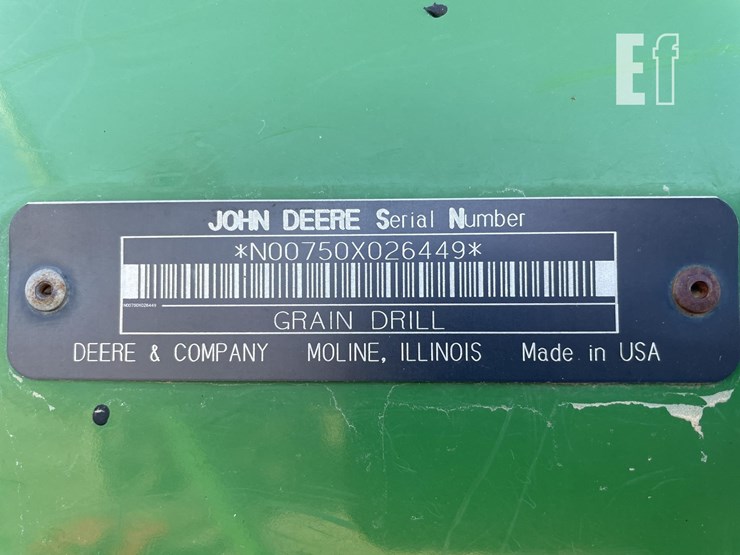 Ef
JOHN DEERE Serial Number
*N00750X026449*
GRAIN DRILL
DEERE & COMPANY MOLINE, ILLINOIS Made in USA